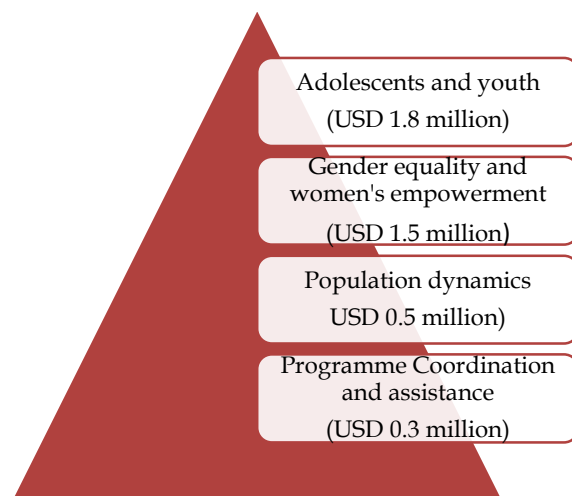 Adolescents and youth
(USD 1.8 million)
Gender equality and
women's empowerment
(USD 1.5 million)
Population dynamics
USD 0.5 million)
Programme Coordination
and assistance
(USD 0.3 million)